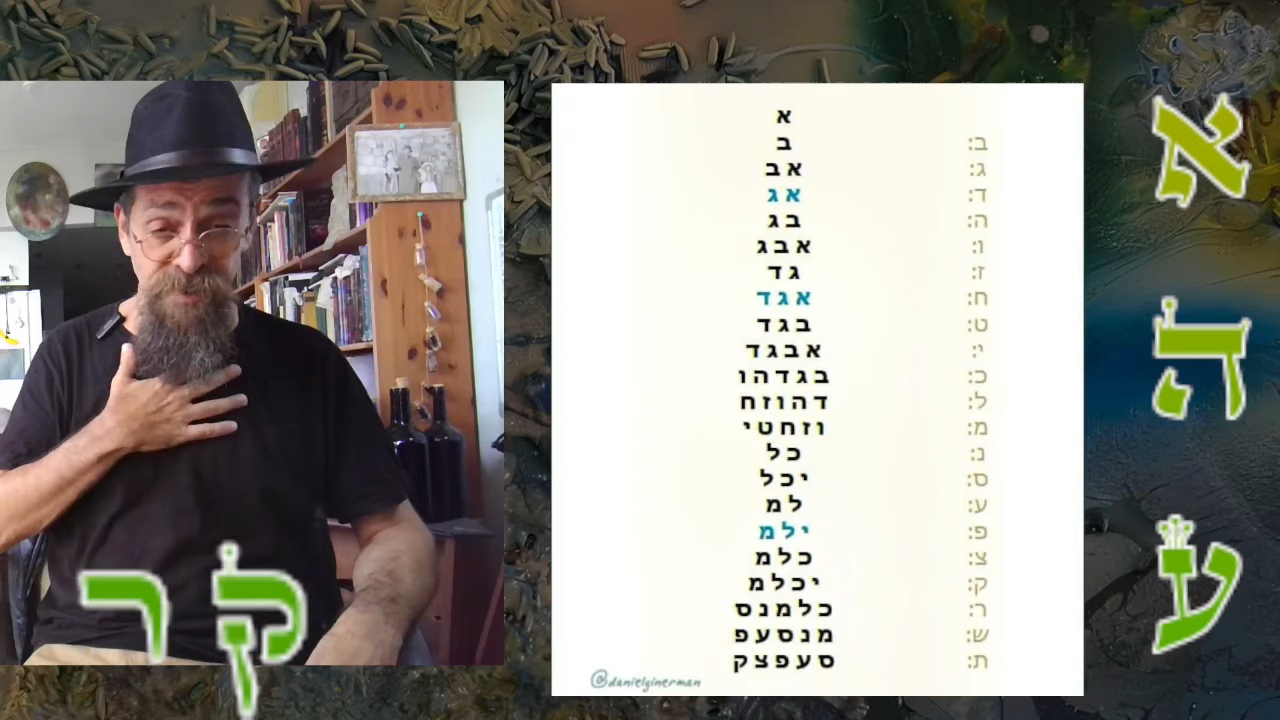 א
ב:	ב
ג:	אב
ד:	אג
ה:	בג
ו:	אבג
ז:	גד
ח:	אגד
ט:	בגד
י:	אבגד
כ:	בגדהו
ל:	דהוזח
מ:	וזחטי
נ:	כל
ס:	יכל
ע:	למ
פ:	ילמ
צ:	כלמ
ק:	יכלמ
ר:	כלמנס
ש:	מנסעפ
ת:	סעפצק
@danielginerman
א
ה
ע
ק ר